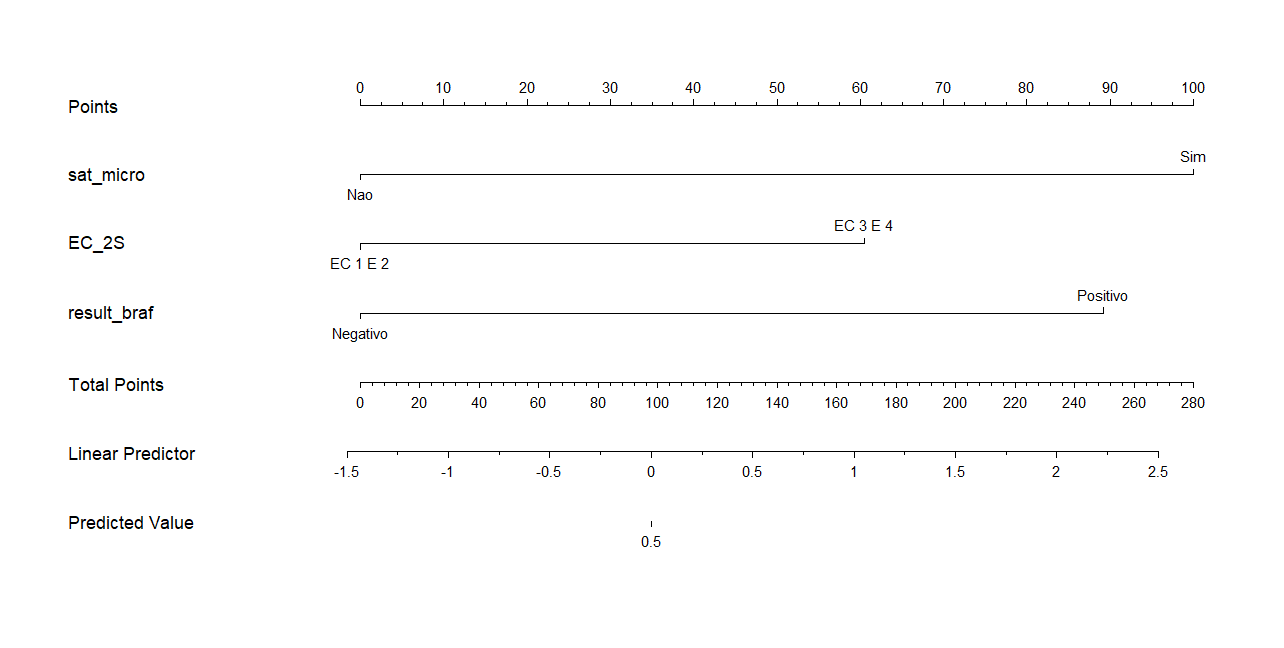 0 10 20 30 40 50 60 70 80 90 100
Points
Sim
sat_micro
Nao
EC 3 E 4
EC_2S
EC 1 E 2
Positivo
result_braf
Negativo
Total Points
0 20 40 60 80 100 120 140 160 180 200 220 240 260 280
Linear Predictor
-1.5 -1 -0.5 0 0.5 1 1.5 2 2.5
Predicted Value
0.5